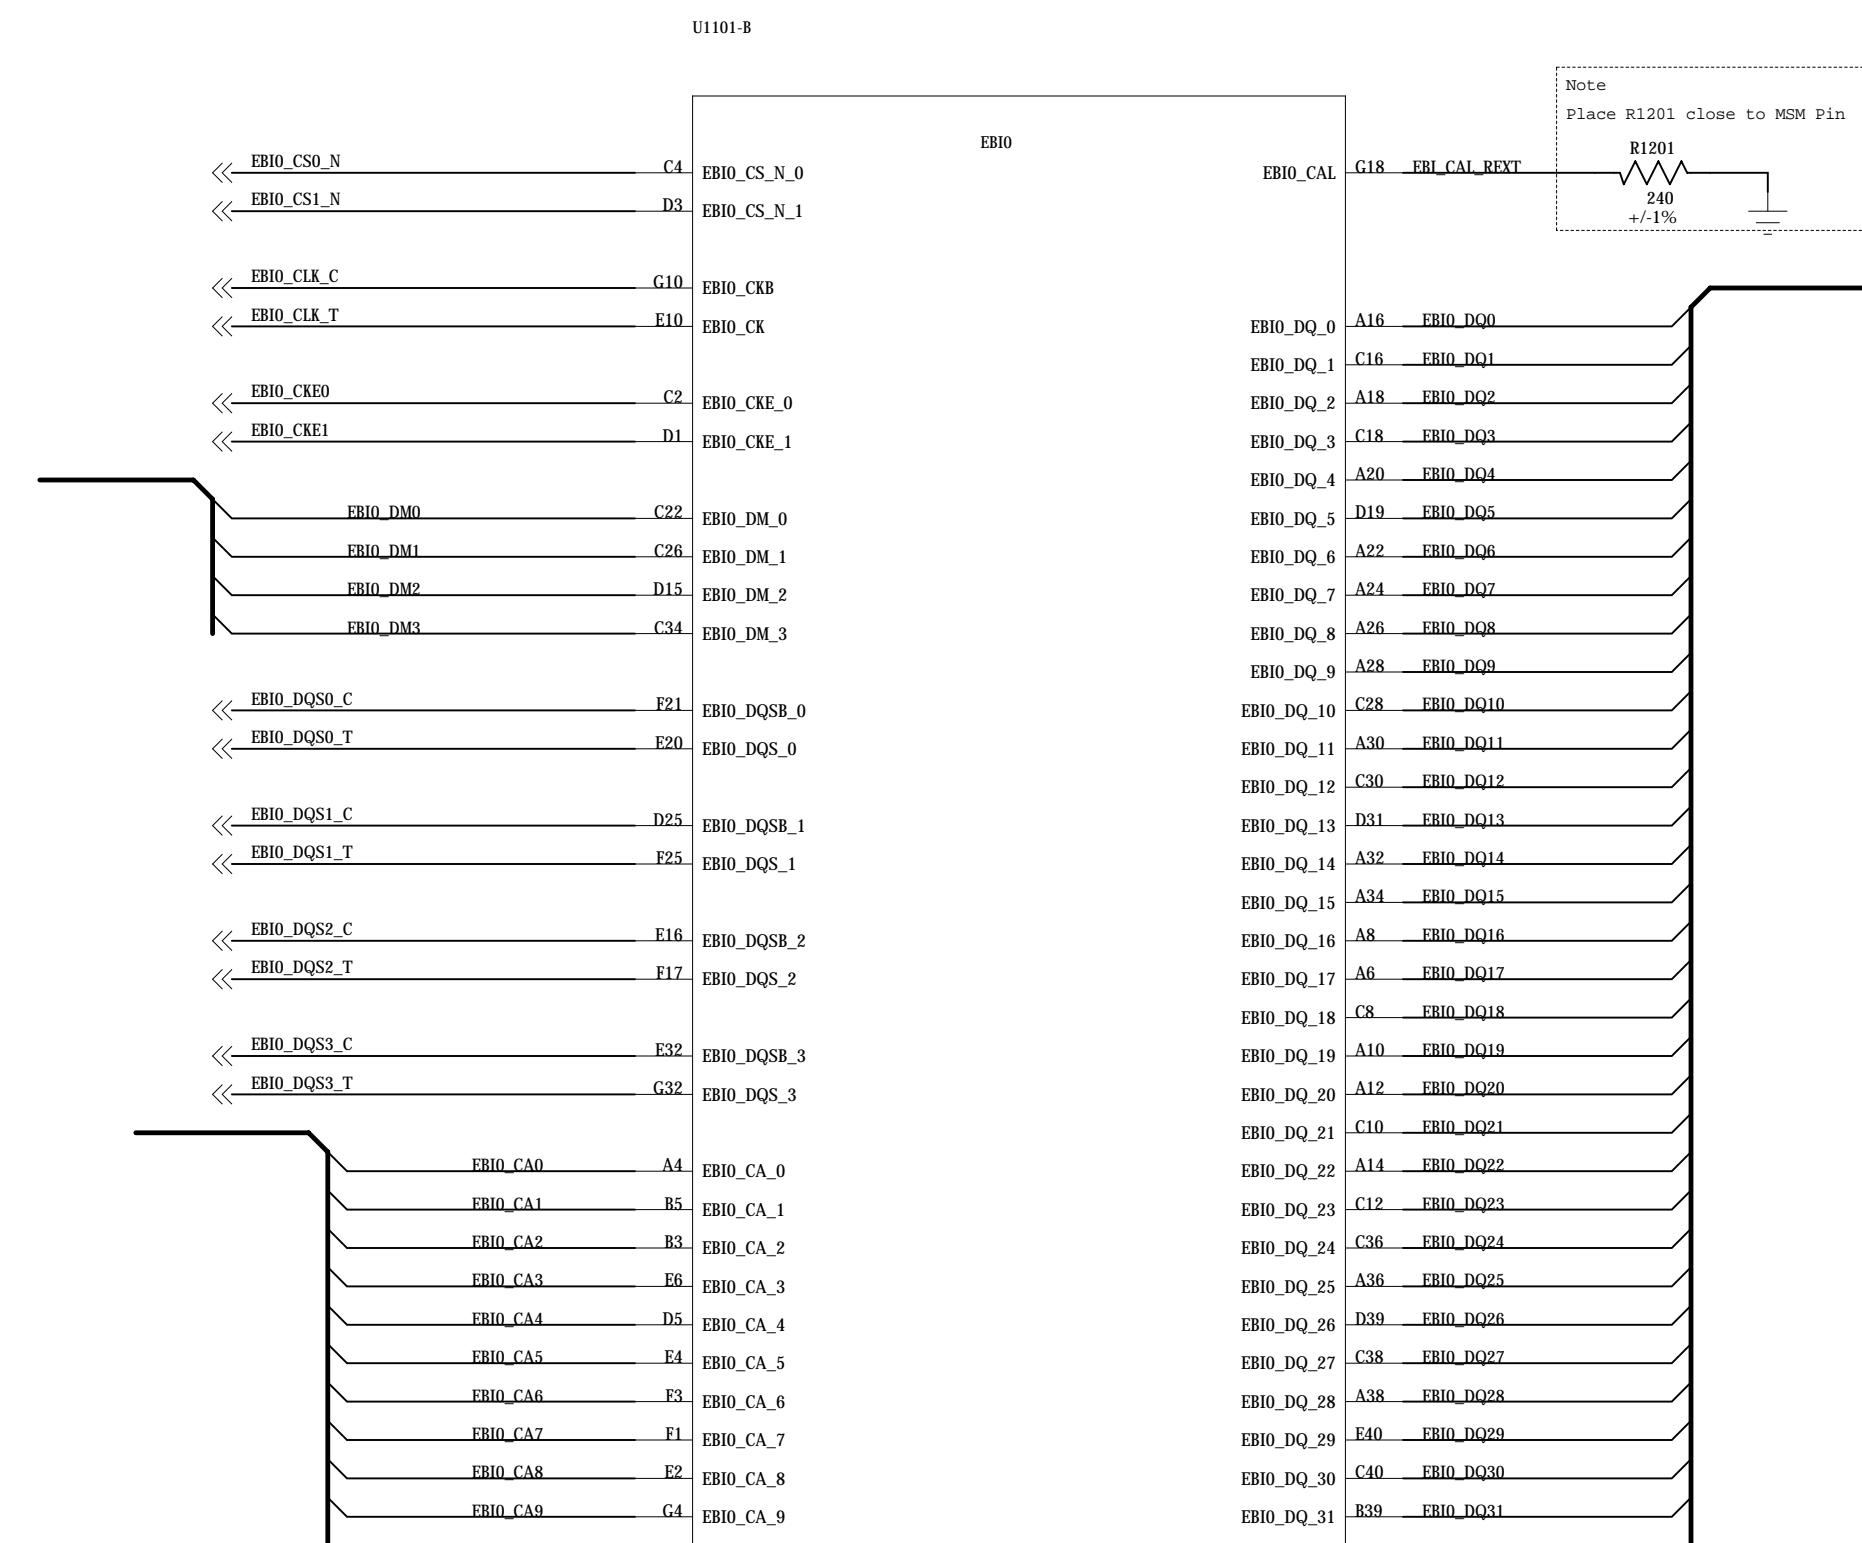 U1101-B
Note
Place R1201 close to MSM Pin
EBI0
R1201
240
+/-1%
EBI0_CS0_N C4 EBI0_CS_N_0
EBI0_CAL G18 EBI_CAL_REXT
EBI0_CS1_N D3 EBI0_CS_N_1
EBI0_CLK_C G10 EBI0_CKB
EBI0_CLK_T E10 EBI0_CK
EBI0_CKE0 C2 EBI0_CKE_0
EBI0_CKE1 D1 EBI0_CKE_1
EBI0_DM0 C22 EBI0_DM_0
EBI0_DM1 C26 EBI0_DM_1
EBI0_DM2 D15 EBI0_DM_2
EBI0_DM3 C34 EBI0_DM_3
EBI0_DQS0_C F21 EBI0_DQSB_0
EBI0_DQS0_T E20 EBI0_DQS_0
EBI0_DQS1_C D25 EBI0_DQSB_1
EBI0_DQS1_T F25 EBI0_DQS_1
EBI0_DQS2_C E16 EBI0_DQSB_2
EBI0_DQS2_T F17 EBI0_DQS_2
EBI0_DQS3_C E32 EBI0_DQSB_3
EBI0_DQS3_T G32 EBI0_DQS_3
EBI0_CA0 A4 EBI0_CA_0
EBI0_CA1 B5 EBI0_CA_1
EBI0_CA2 B3 EBI0_CA_2
EBI0_CA3 E6 EBI0_CA_3
EBI0_CA4 D5 EBI0_CA_4
EBI0_CA5 E4 EBI0_CA_5
EBI0_CA6 F3 EBI0_CA_6
EBI0_CA7 F1 EBI0_CA_7
EBI0_CA8 E2 EBI0_CA_8
EBI0_CA9 G4 EBI0_CA_9
EBI0_DQ_0 A16 EBI0_DQ0
EBI0_DQ_1 C16 EBI0_DQ1
EBI0_DQ_2 A18 EBI0_DQ2
EBI0_DQ_3 C18 EBI0_DQ3
EBI0_DQ_4 A20 EBI0_DQ4
EBI0_DQ_5 D19 EBI0_DQ5
EBI0_DQ_6 A22 EBI0_DQ6
EBI0_DQ_7 A24 EBI0_DQ7
EBI0_DQ_8 A26 EBI0_DQ8
EBI0_DQ_9 A28 EBI0_DQ9
EBI0_DQ_10 C28 EBI0_DQ10
EBI0_DQ_11 A30 EBI0_DQ11
EBI0_DQ_12 C30 EBI0_DQ12
EBI0_DQ_13 D31 EBI0_DQ13
EBI0_DQ_14 A32 EBI0_DQ14
EBI0_DQ_15 A34 EBI0_DQ15
EBI0_DQ_16 A8 EBI0_DQ16
EBI0_DQ_17 A6 EBI0_DQ17
EBI0_DQ_18 C8 EBI0_DQ18
EBI0_DQ_19 A10 EBI0_DQ19
EBI0_DQ_20 A12 EBI0_DQ20
EBI0_DQ_21 C10 EBI0_DQ21
EBI0_DQ_22 A14 EBI0_DQ22
EBI0_DQ_23 C12 EBI0_DQ23
EBI0_DQ_24 C36 EBI0_DQ24
EBI0_DQ_25 A36 EBI0_DQ25
EBI0_DQ_26 D39 EBI0_DQ26
EBI0_DQ_27 C38 EBI0_DQ27
EBI0_DQ_28 A38 EBI0_DQ28
EBI0_DQ_29 E40 EBI0_DQ29
EBI0_DQ_30 C40 EBI0_DQ30
EBI0_DQ_31 B39 EBI0_DQ31